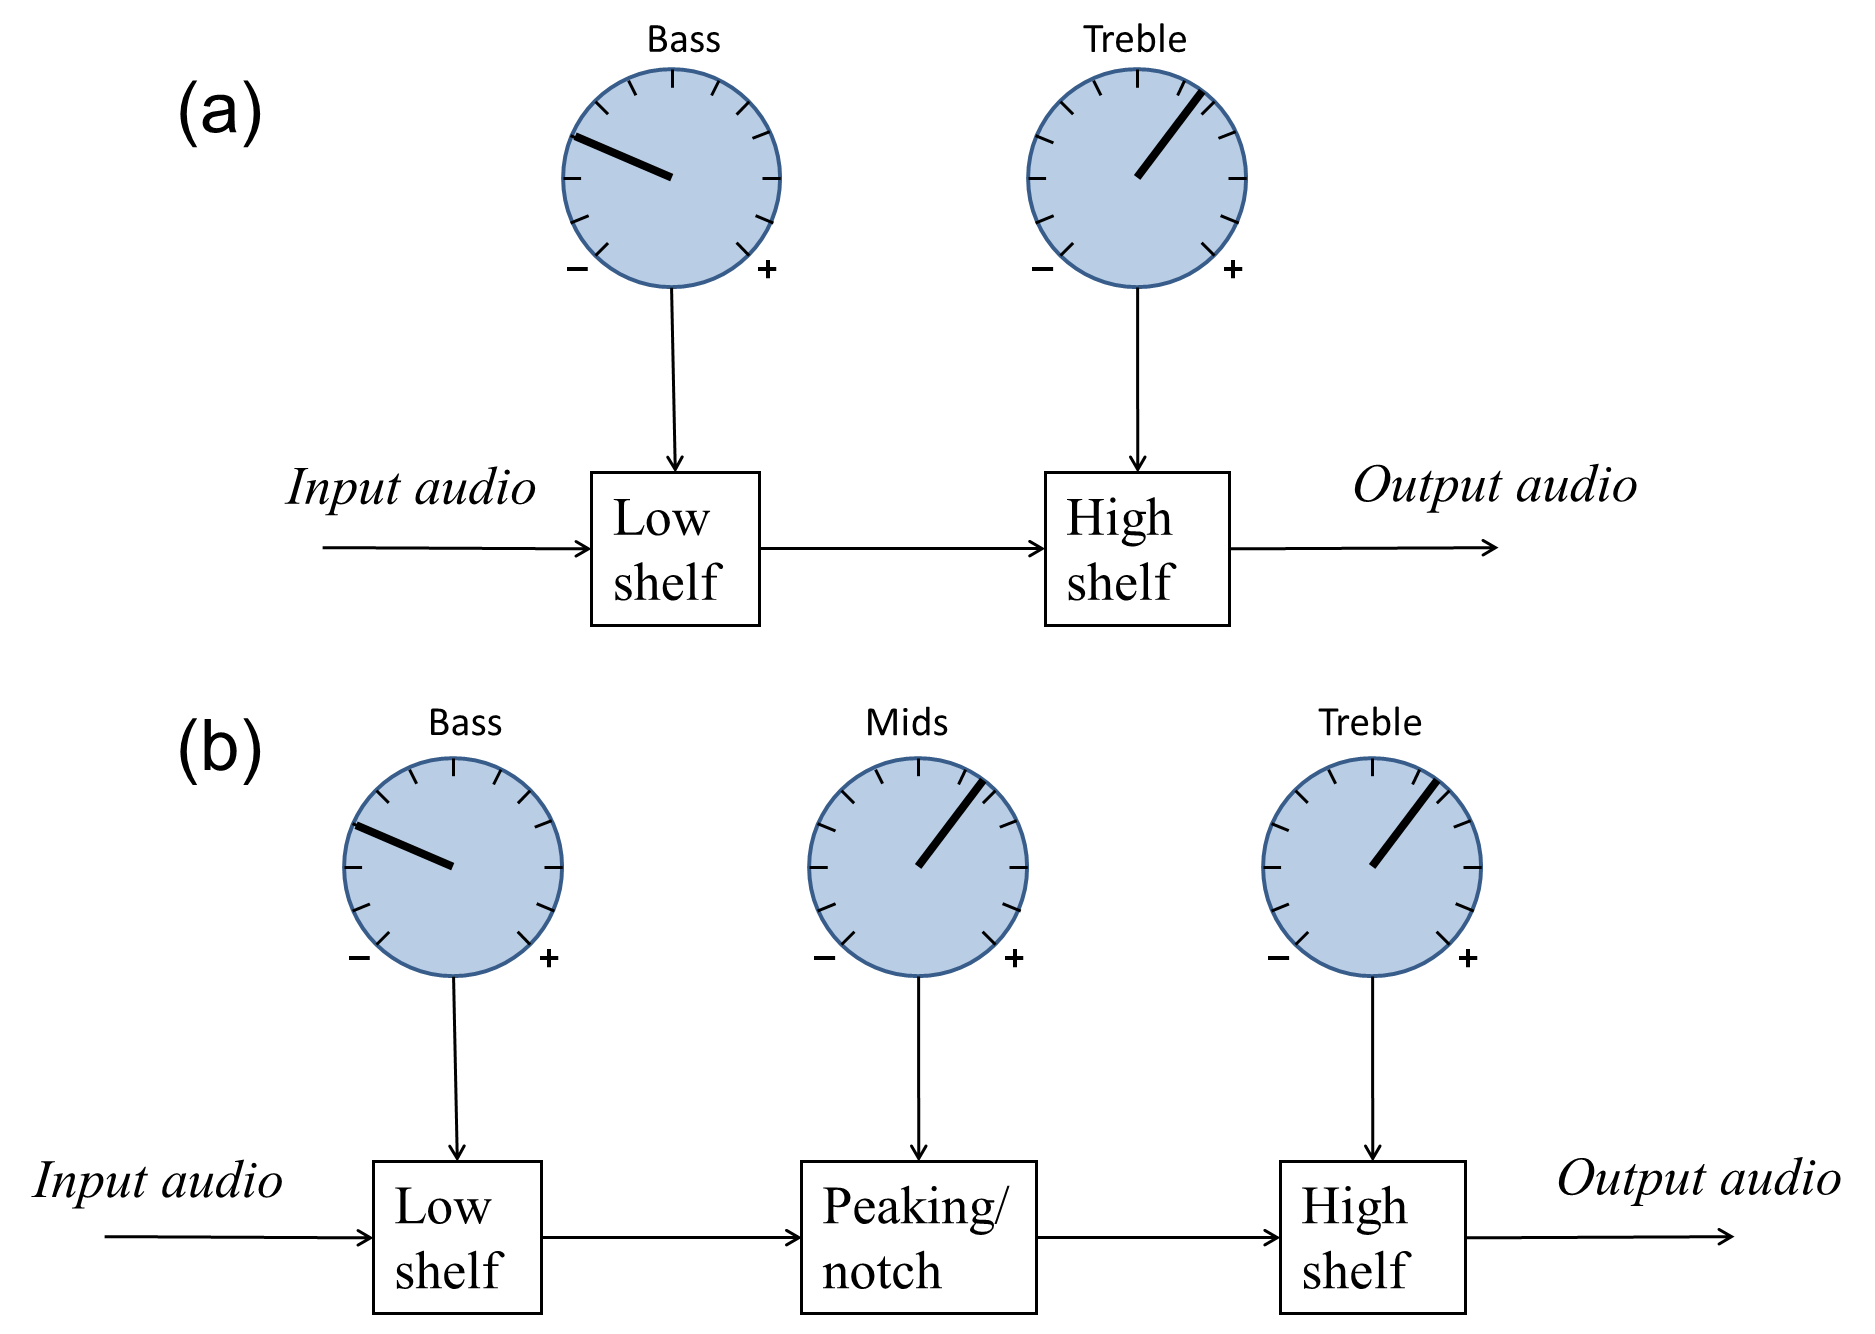 (a)
Bass
Treble
− +
− +
Input audio
Low
shelf
High
shelf
Output audio
(b)
Bass
Mids
Treble
− +
− +
− +
Input audio
Low
shelf
Peaking/
notch
High
shelf
Output audio